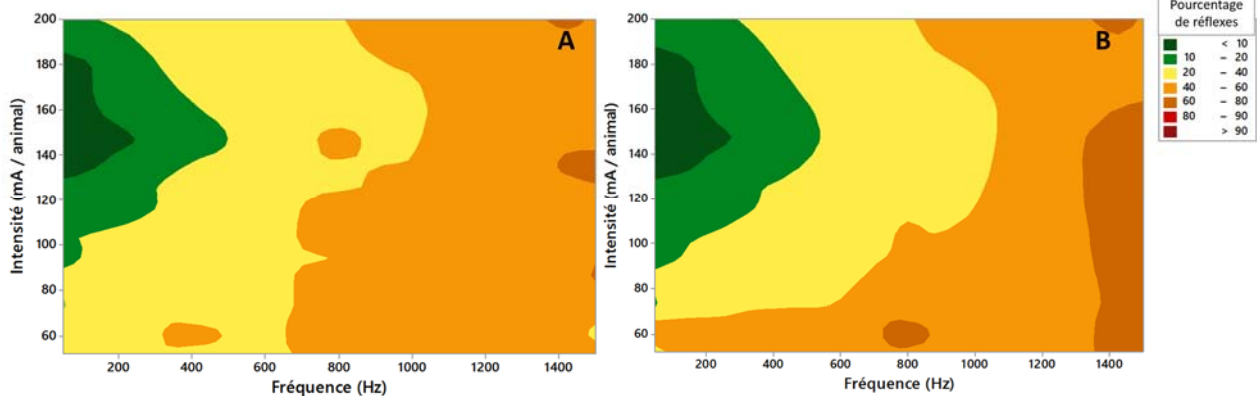 Intensité (mA / animal)
200
180
160
140
120
100
80
60
A
200
400
600
800
1000
1200
1400
Fréquence (Hz)
Intensité (mA / animal)
200
180
160
140
120
100
80
60
B
200
400
600
800
1000
1200
1400
Fréquence (Hz)
Pourcentage
de réflexes
< 10
10 – 20
20 – 40
40 – 60
60 – 80
80 – 90
> 90